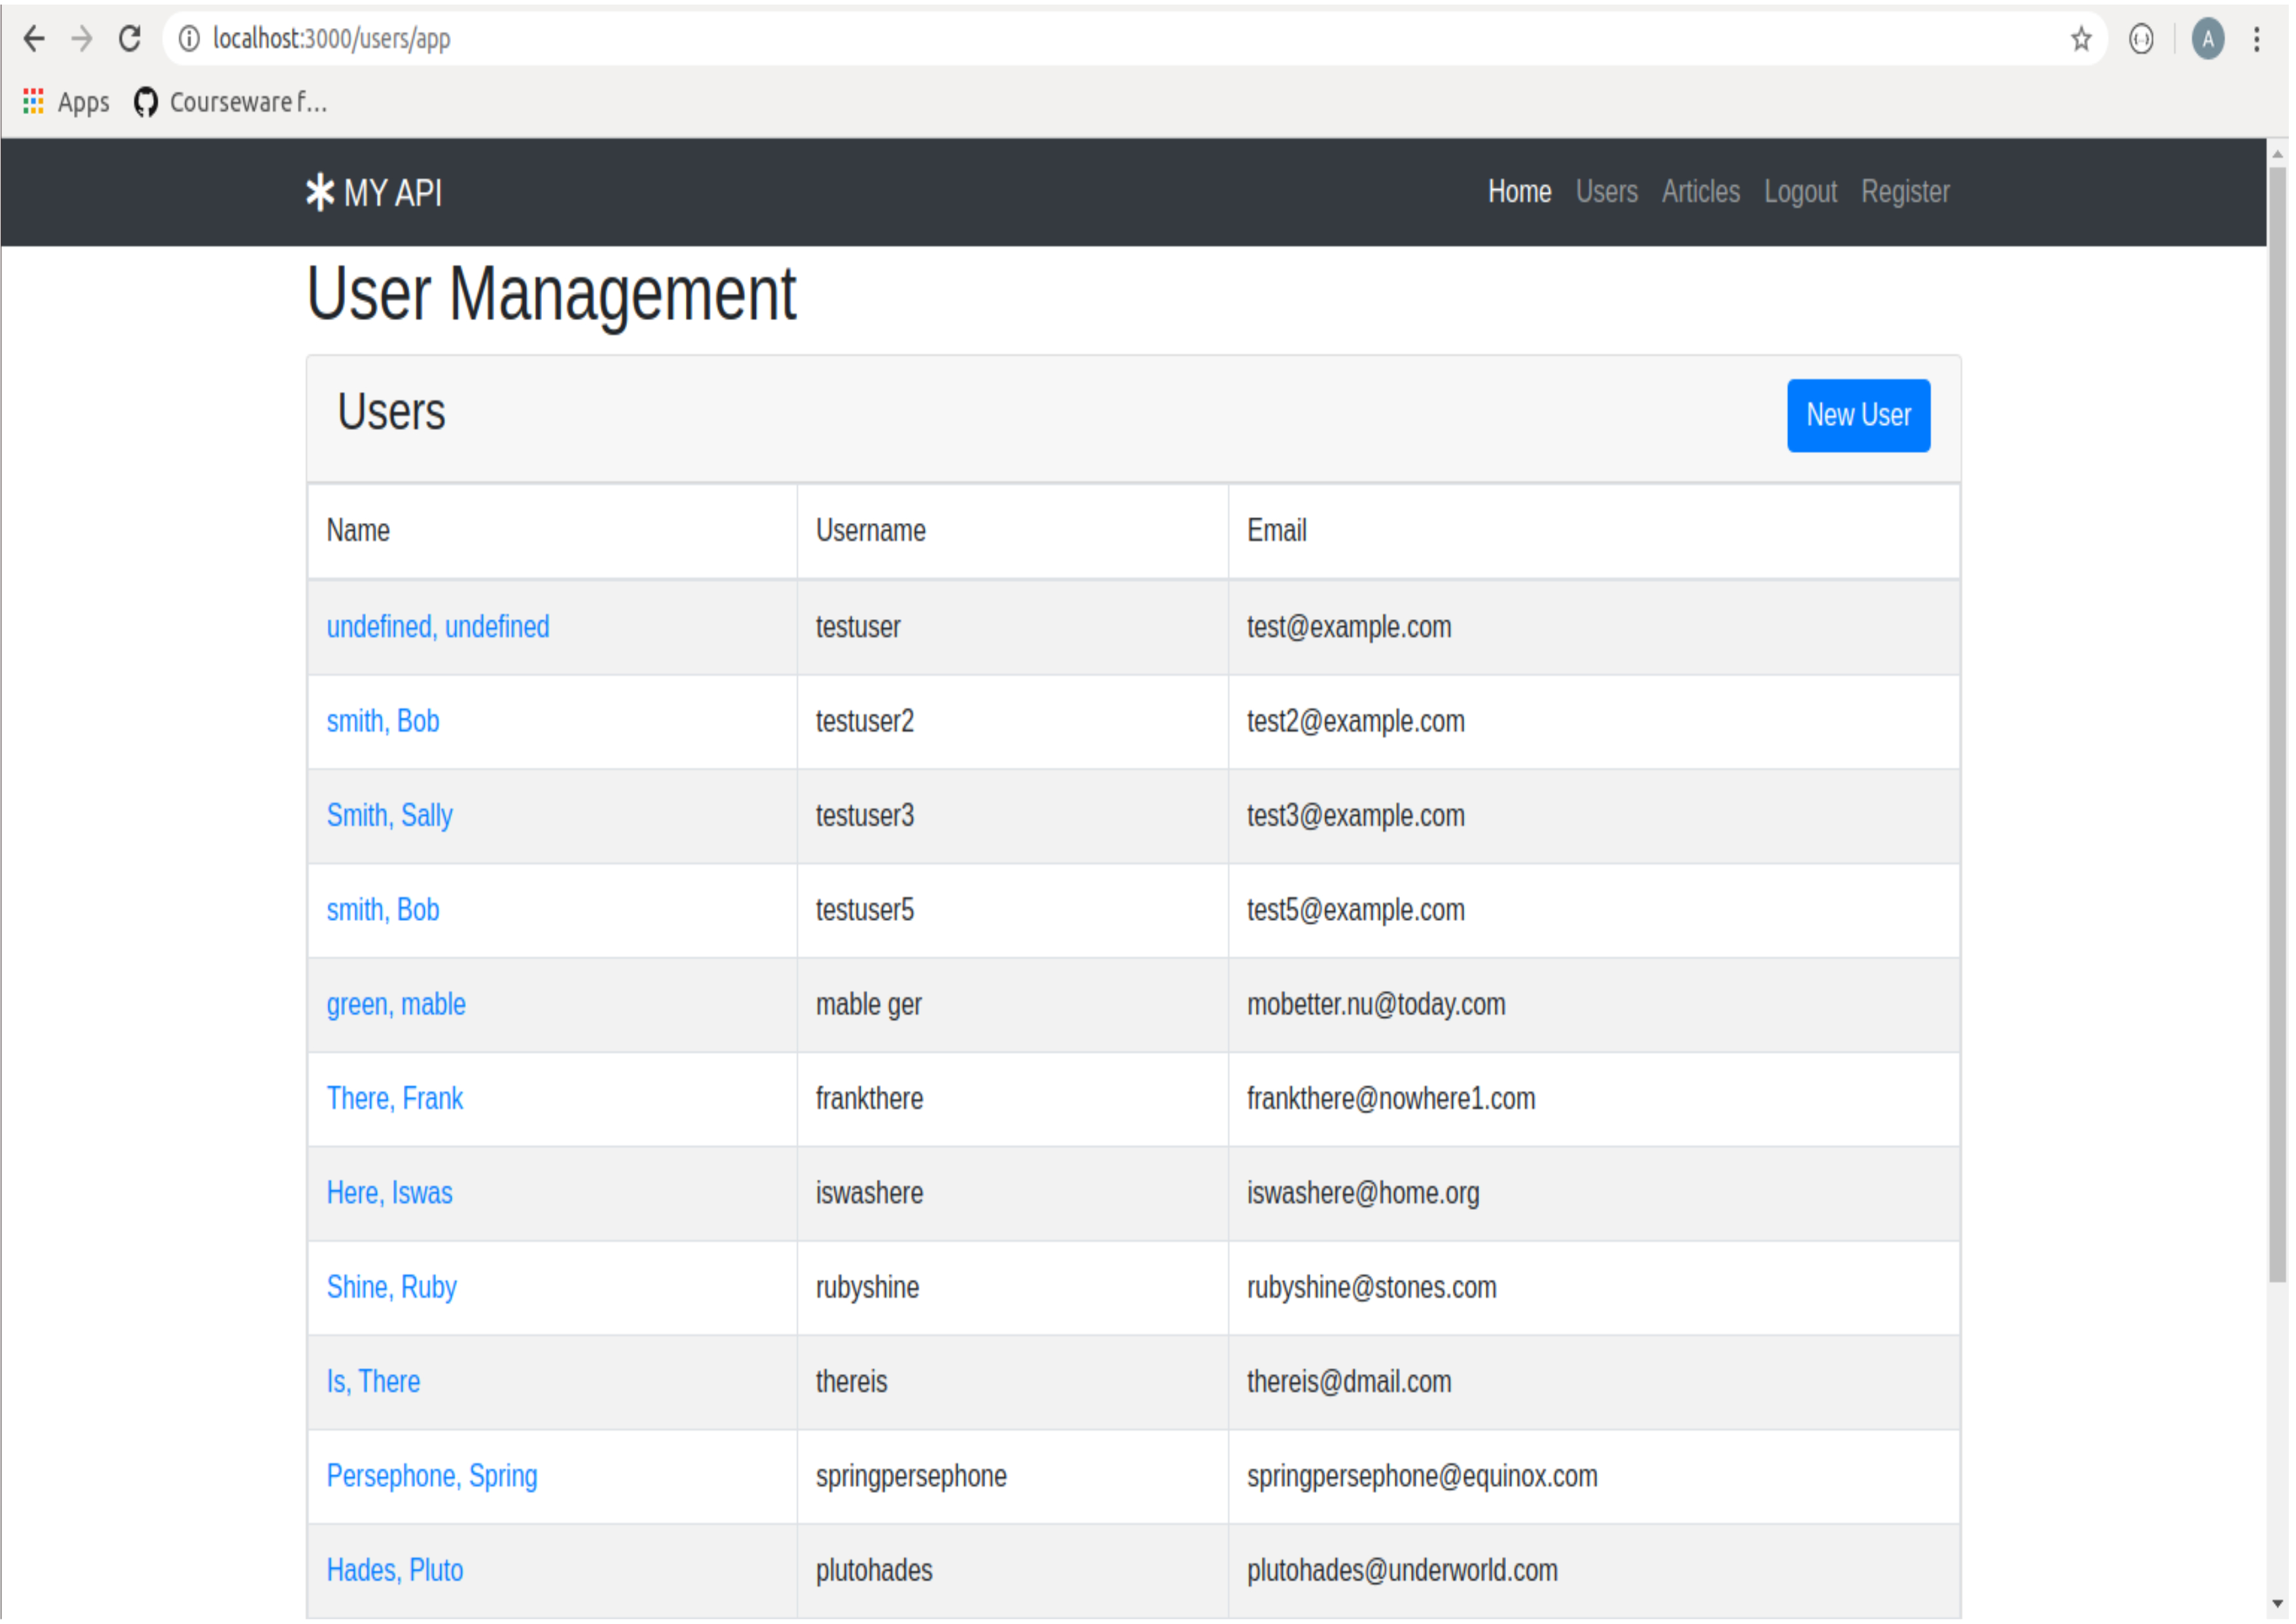 localhost:3000/users/app
A
Apps Courseware f...
MY API Home Users Articles Logout Register
User Management
Users New User
Name Username Email
undefined, undefined testuser test@example.com
smith, Bob testuser2 test2@example.com
Smith, Sally testuser3 test3@example.com
smith, Bob testuser5 test5@example.com
green, mable mable ger mobetter.nu@today.com
There, Frank frankthere frankthere@nowhere1.com
Here, Iswas iswashere iswashere@home.org
Shine, Ruby rubyshine rubyshine@stones.com
Is, There thereis thereis@dmail.com
Persephone, Spring springpersephone springpersephone@equinox.com
Hades, Pluto plutohades plutohades@underworld.com